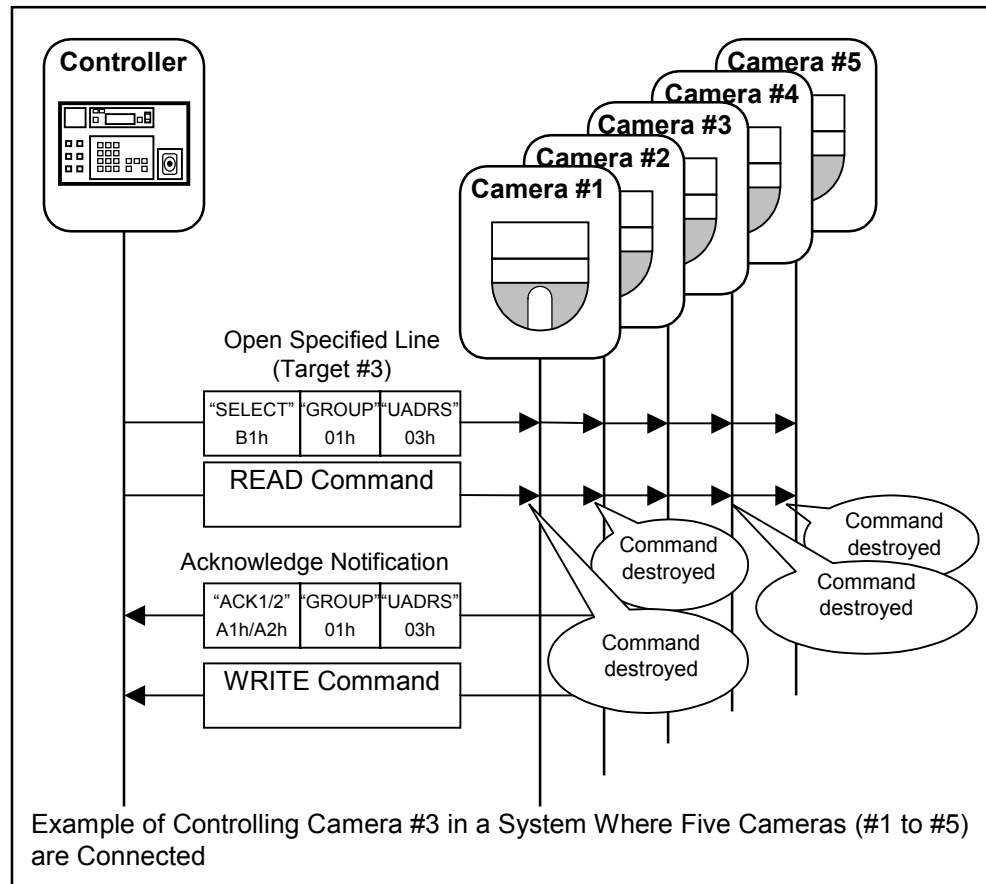 Controller
Camera #5
Camera #4
Camera #3
Camera #2
Camera #1
Open Specified Line
(Target #3)
“SELECT” “GROUP” “UADRS”
B1h 01h 03h
READ Command
Command
destroyed
Command
destroyed
Command
destroyed
Command
destroyed
Acknowledge Notification
“ACK1/2” “GROUP” “UADRS”
A1h/A2h 01h 03h
WRITE Command
Example of Controlling Camera #3 in a System Where Five Cameras (#1 to #5)
are Connected